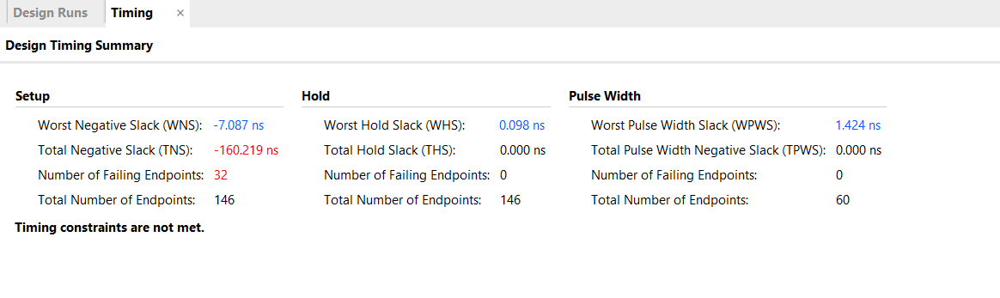 Design Runs Timing ×
Design Timing Summary
Setup Hold Pulse Width
Worst Negative Slack (WNS): -7.087 ns Worst Hold Slack (WHS): 0.098 ns Worst Pulse Width Slack (WPWS): 1.424 ns
Total Negative Slack (TNS): -160.219 ns Total Hold Slack (THS): 0.000 ns Total Pulse Width Negative Slack (TPWS): 0.000 ns
Number of Failing Endpoints: 32 Number of Failing Endpoints: 0 Number of Failing Endpoints: 0
Total Number of Endpoints: 146 Total Number of Endpoints: 146 Total Number of Endpoints: 60
Timing constraints are not met.